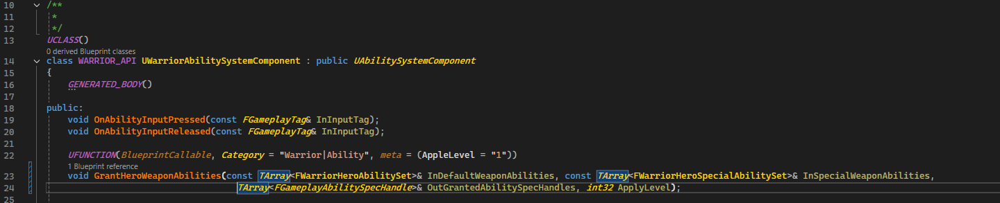 10 /**
11 *
12 */
13 UCLASS()
0 derived Blueprint classes
14 class WARRIOR_API UWarriorAbilitySystemComponent : public UAbilitySystemComponent
15 {
16 GENERATED_BODY()
17
18 public:
19 void OnAbilityInputPressed(const FGameplayTag& InInputTag);
20 void OnAbilityInputReleased(const FGameplayTag& InInputTag);
21
22 UFUNCTION(BlueprintCallable, Category = "Warrior|Ability", meta = (AppleLevel = "1"))
1 Blueprint reference
23 void GrantHeroWeaponAbilities(const TArray<FWarriorHeroAbilitySet>& InDefaultWeaponAbilities, const TArray<FWarriorHeroSpecialAbilitySet>& InSpecialWeaponAbilities,
24 TArray<FGameplayAbilitySpecHandle>& OutGrantedAbilitySpecHandles, int32 ApplyLevel);
25